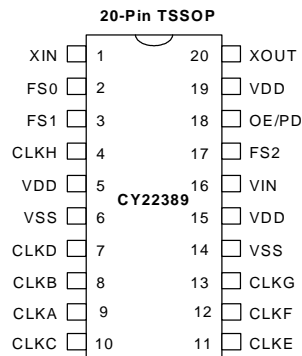 20-Pin TSSOP
XIN 1 20 XOUT
FS0 2 19 VDD
FS1 3 18 OE/PD
CLKH 4 17 FS2
VDD 5 16 VIN
CY22389
VSS 6 15 VDD
CLKD 7 14 VSS
CLKB 8 13 CLKG
CLKA 9 12 CLKF
CLKC 10 11 CLKE